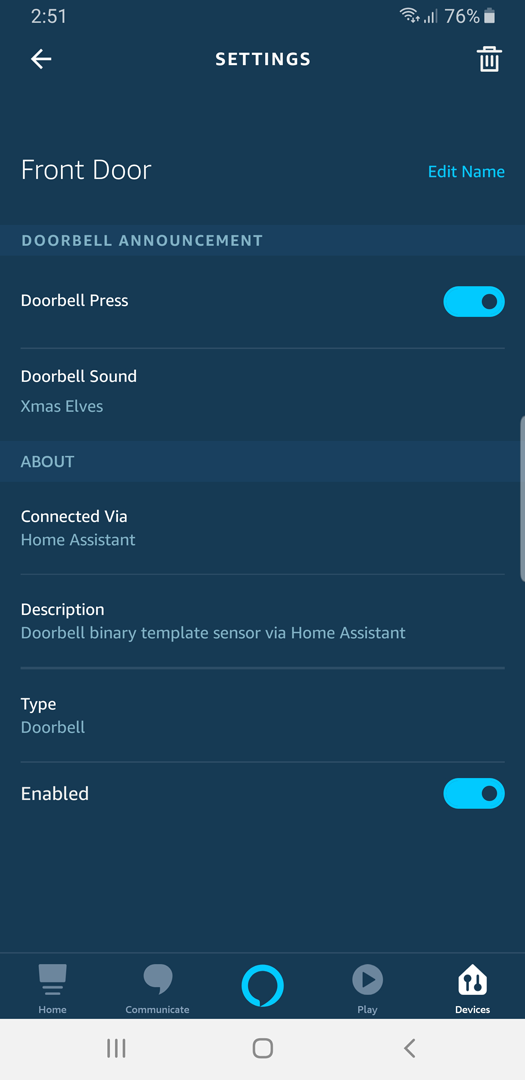 2:51
76%
SETTINGS
Front Door
Edit Name
DOORBELL ANNOUNCEMENT
Doorbell Press
Doorbell Sound
Xmas Elves
ABOUT
Connected Via
Home Assistant
Description
Doorbell binary template sensor via Home Assistant
Type
Doorbell
Enabled
Home
Communicate
Play
Devices